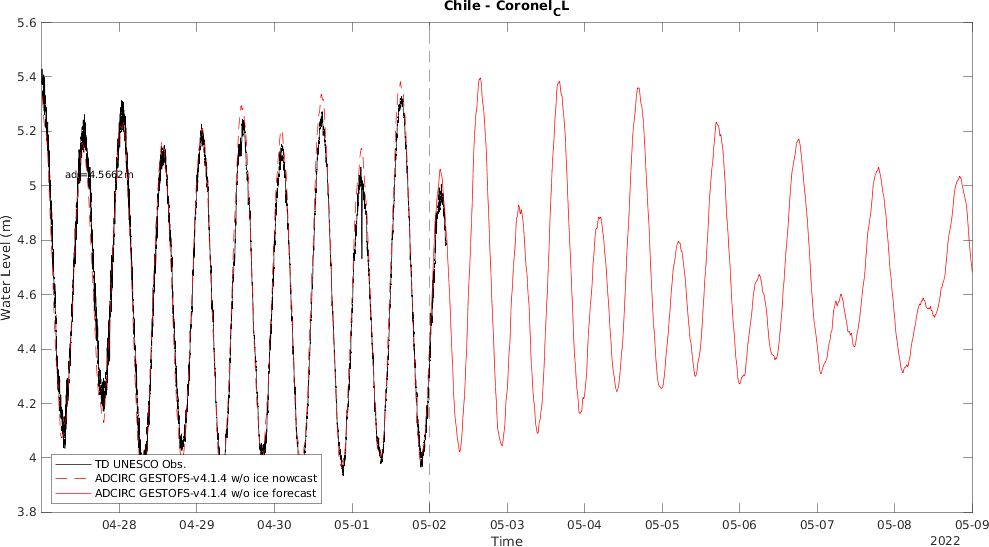 Chile - Coronel_CL
5.6
5.4
5.2
5
4.8
4.6
4.4
4.2
4
3.8
Water Level (m)
adj=4.5662m
TD UNESCO Obs.
ADCIRC GESTOFS-v4.1.4 w/o ice nowcast
ADCIRC GESTOFS-v4.1.4 w/o ice forecast
04-28 04-29 04-30 05-01 05-02 05-03 05-04 05-05 05-06 05-07 05-08 05-09
Time
2022